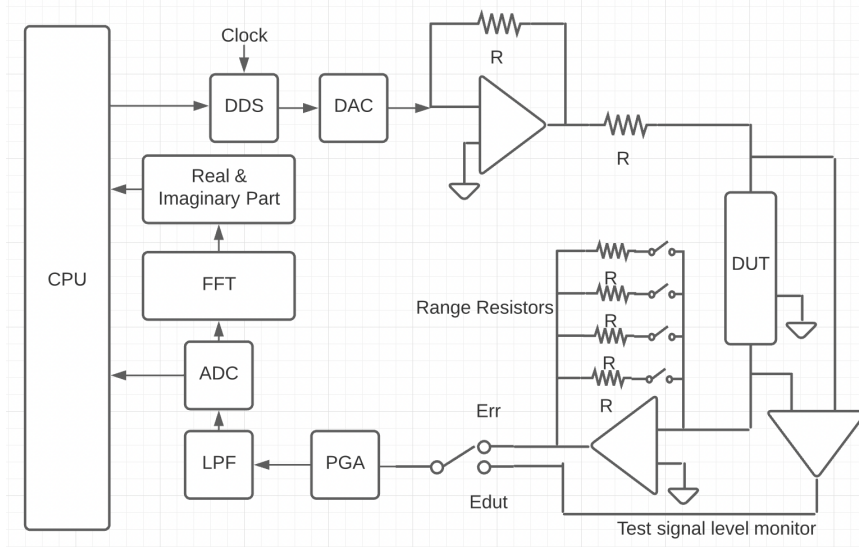 Clock
R
DDS
DAC
R
Real &
Imaginary Part
CPU
FFT
DUT
R
Range Resistors
R
R
ADC
R
Err
LPF
PGA
Edut
Test signal level monitor